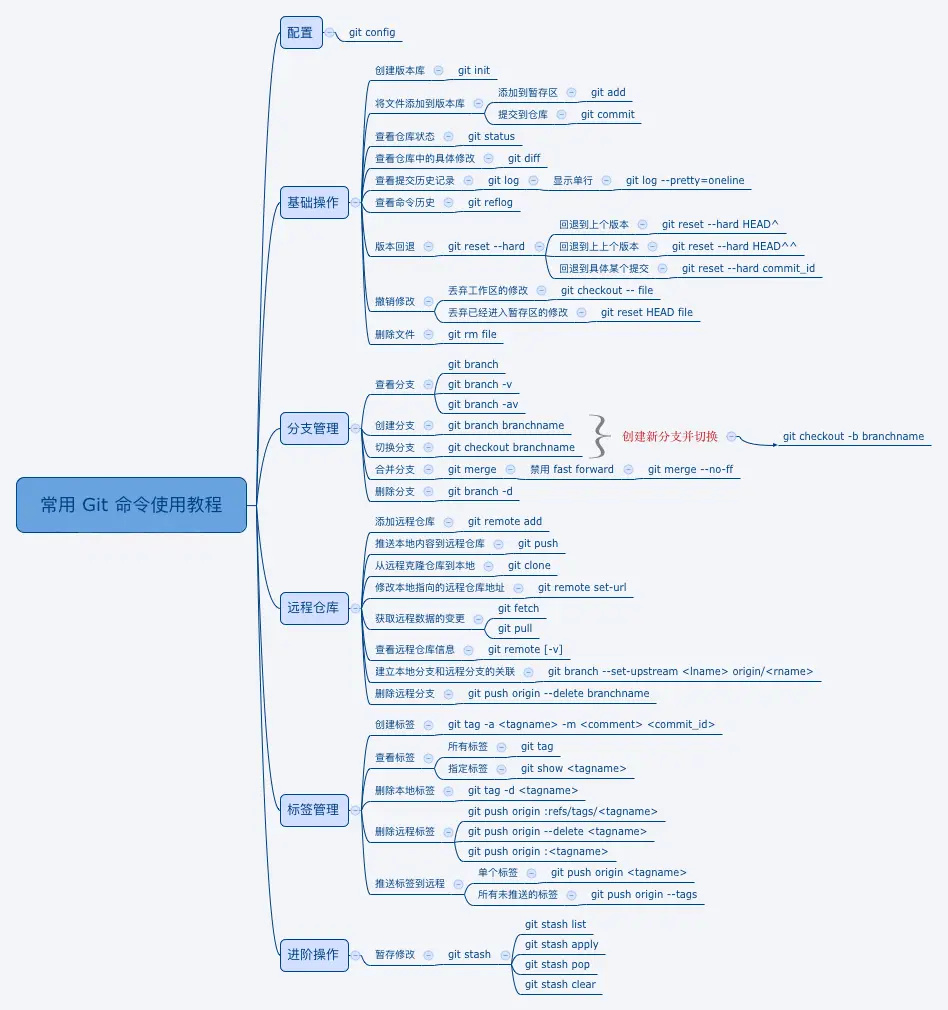 常用 Git 命令使用教程
配置
git config
基础操作
创建版本库
git init
将文件添加到版本库
添加到暂存区
git add
提交到仓库
git commit
查看仓库状态
git status
查看仓库中的具体修改
git diff
查看提交历史记录
git log
显示单行
git log --pretty=oneline
查看命令历史
git reflog
版本回退
git reset --hard
回退到上个版本
git reset --hard HEAD^
回退到上上个版本
git reset --hard HEAD^^
回退到具体某个提交
git reset --hard commit_id
撤销修改
丢弃工作区的修改
git checkout -- file
丢弃已经进入暂存区的修改
git reset HEAD file
删除文件
git rm file
分支管理
查看分支
git branch
git branch -v
git branch -av
创建分支
git branch branchname
切换分支
git checkout branchname
创建新分支并切换
git checkout -b branchname
合并分支
git merge
禁用 fast forward
git merge --no-ff
删除分支
git branch -d
远程仓库
添加远程仓库
git remote add
推送本地内容到远程仓库
git push
从远程克隆仓库到本地
git clone
修改本地指向的远程仓库地址
git remote set-url
获取远程数据的变更
git fetch
git pull
查看远程仓库信息
git remote [-v]
建立本地分支和远程分支的关联
git branch --set-upstream <lname> origin/<rname>
删除远程分支
git push origin --delete branchname
标签管理
创建标签
git tag -a <tagname> -m <comment> <commit_id>
查看标签
所有标签
git tag
指定标签
git show <tagname>
删除本地标签
git tag -d <tagname>
删除远程标签
git push origin :refs/tags/<tagname>
git push origin --delete <tagname>
git push origin :<tagname>
推送标签到远程
单个标签
git push origin <tagname>
所有未推送的标签
git push origin --tags
进阶操作
暂存修改
git stash
git stash list
git stash apply
git stash pop
git stash clear